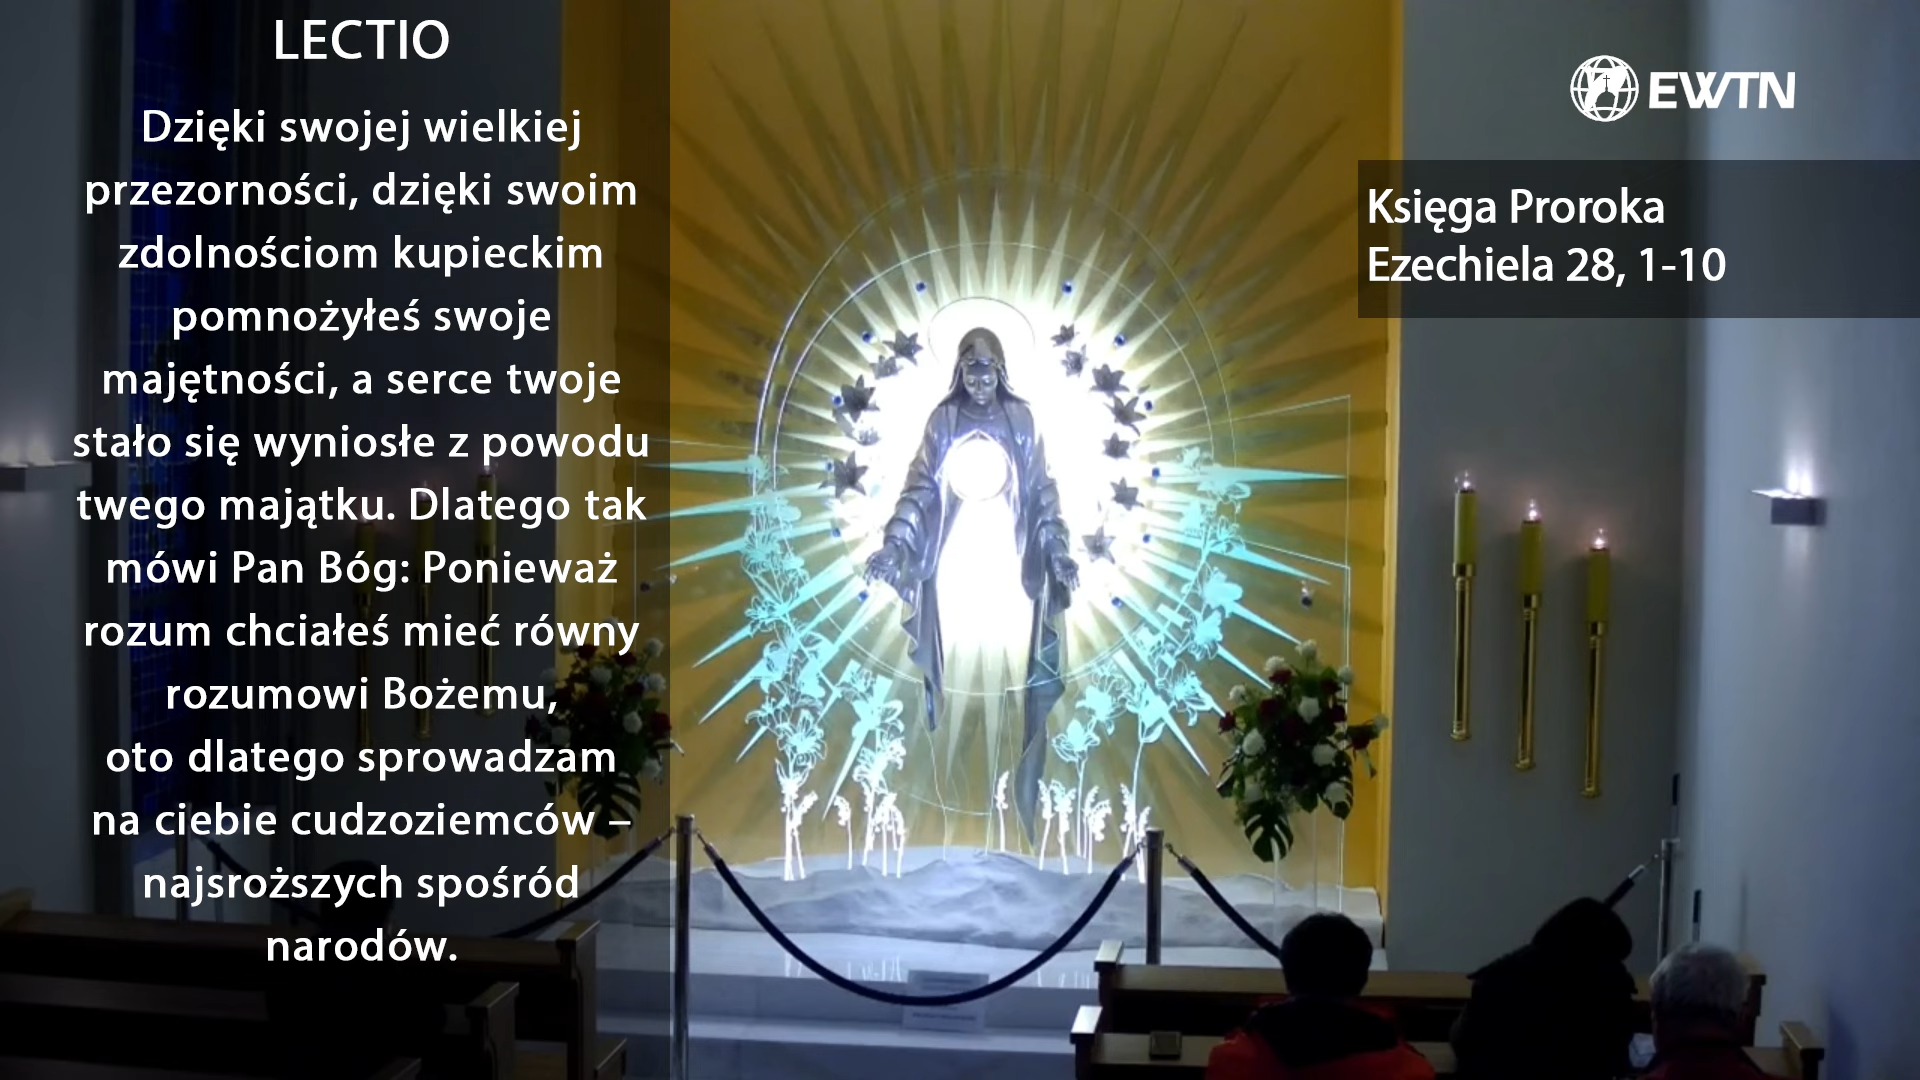 LECTIO
Dzięki swojej wielkiej
przezorności, dzięki swoim
zdolnościom kupieckim
pomnożyłeś swoje
majętności, a serce twoje
stało się wyniosłe z powodu
twego majątku. Dlatego tak
mówi Pan Bóg: Ponieważ
rozum chciałeś mieć równy
rozumowi Bożemu,
oto dlatego sprowadzam
na ciebie cudzoziemców –
najsroższych spośród
narodów.
EWTN
Księga Proroka
Ezechiela 28, 1-10